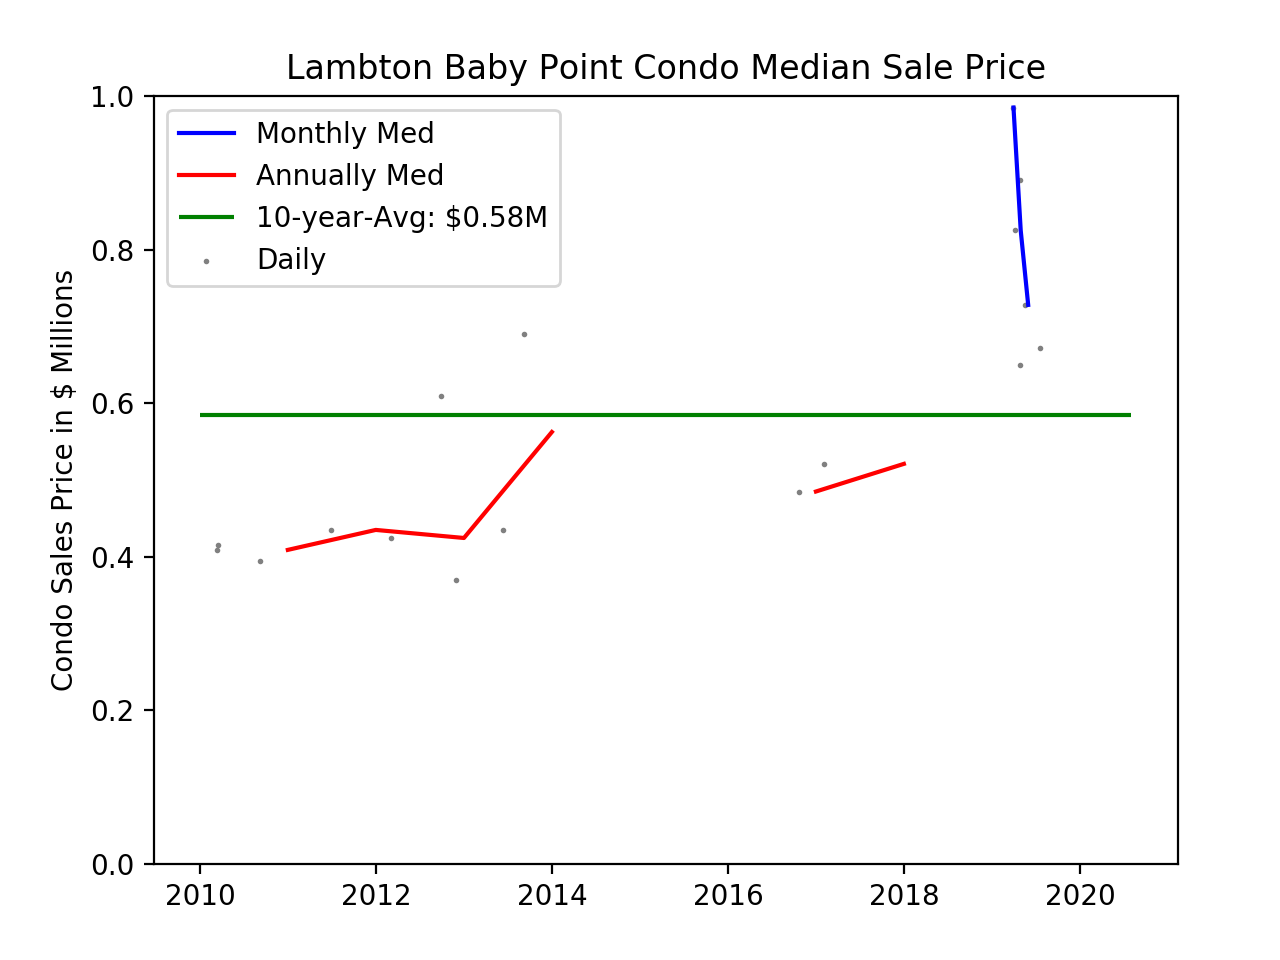 Lambton Baby Point Condo Median Sale Price
1.0
0.8
0.6
0.4
0.2
0.0
Condo Sales Price in $ Millions
Monthly Med
Annually Med
10-year-Avg: $0.58M
Daily
2010 2012 2014 2016 2018 2020